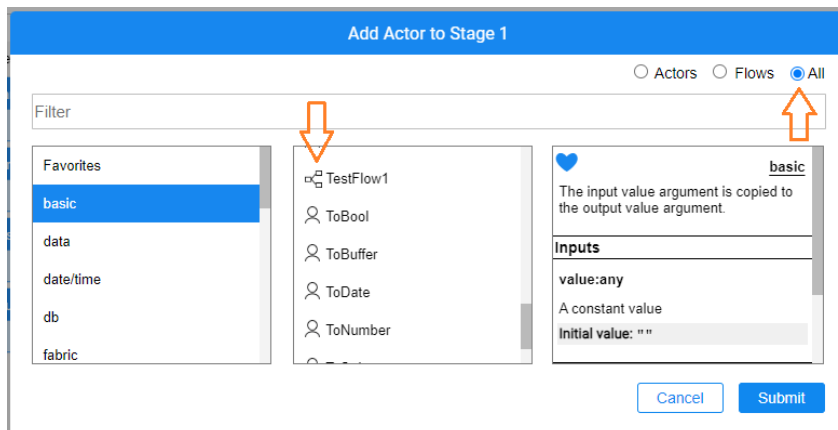 Add Actor to Stage 1
Actors Flows All
Filter
Favorites
basic
data
date/time
db
fabric
TestFlow1
ToBool
ToBuffer
ToDate
ToNumber
basic
The input value argument is copied to
the output value argument.
Inputs
value:any
A constant value
Initial value: ""
Cancel Submit